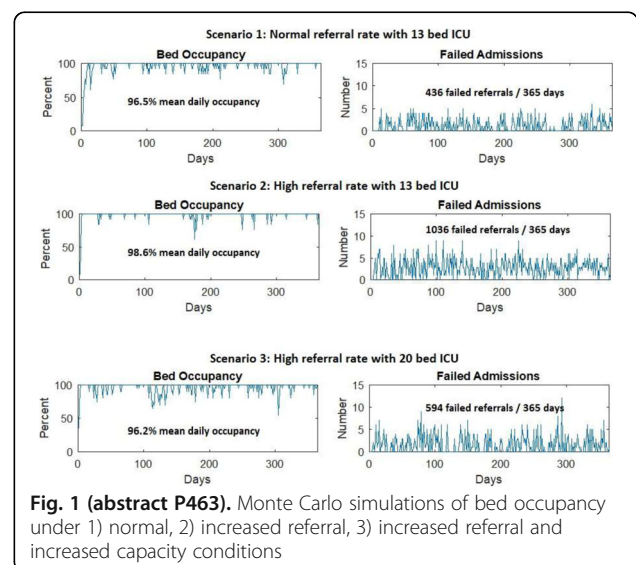 Scenario 1: Normal referral rate with 13 bed ICU
Bed Occupancy
Percent
100
50
0
96.5% mean daily occupancy
0 100 200 300
Days
Failed Admissions
Number
15
10
5
0
436 failed referrals / 365 days
0 100 200 300
Days
Scenario 2: High referral rate with 13 bed ICU
Bed Occupancy
Percent
100
50
0
98.6% mean daily occupancy
0 100 200 300
Days
Failed Admissions
Number
15
10
5
0
1036 failed referrals / 365 days
0 100 200 300
Days
Scenario 3: High referral rate with 20 bed ICU
Bed Occupancy
Percent
100
50
0
96.2% mean daily occupancy
0 100 200 300
Days
Failed Admissions
Number
15
10
5
0
594 failed referrals / 365 days
0 100 200 300
Days
Fig. 1 (abstract P463). Monte Carlo simulations of bed occupancy
under 1) normal, 2) increased referral, 3) increased referral and
increased capacity conditions